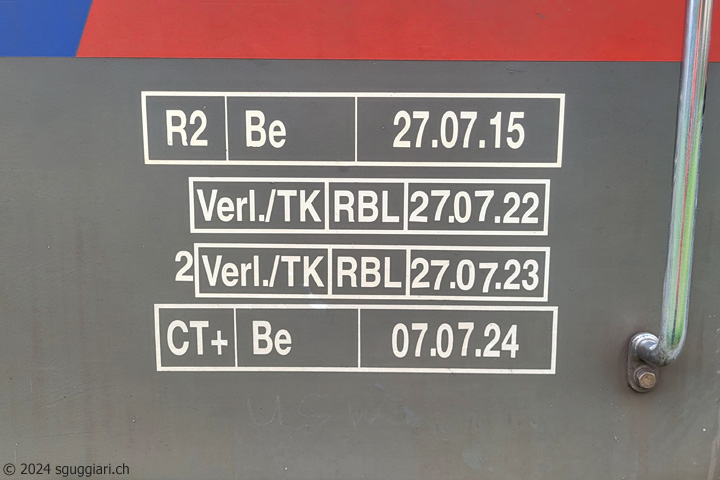 R2 Be 27.07.15
Verl./TK RBL 27.07.22
2 Verl./TK RBL 27.07.23
CT+ Be 07.07.24
© 2024 sguggiari.ch